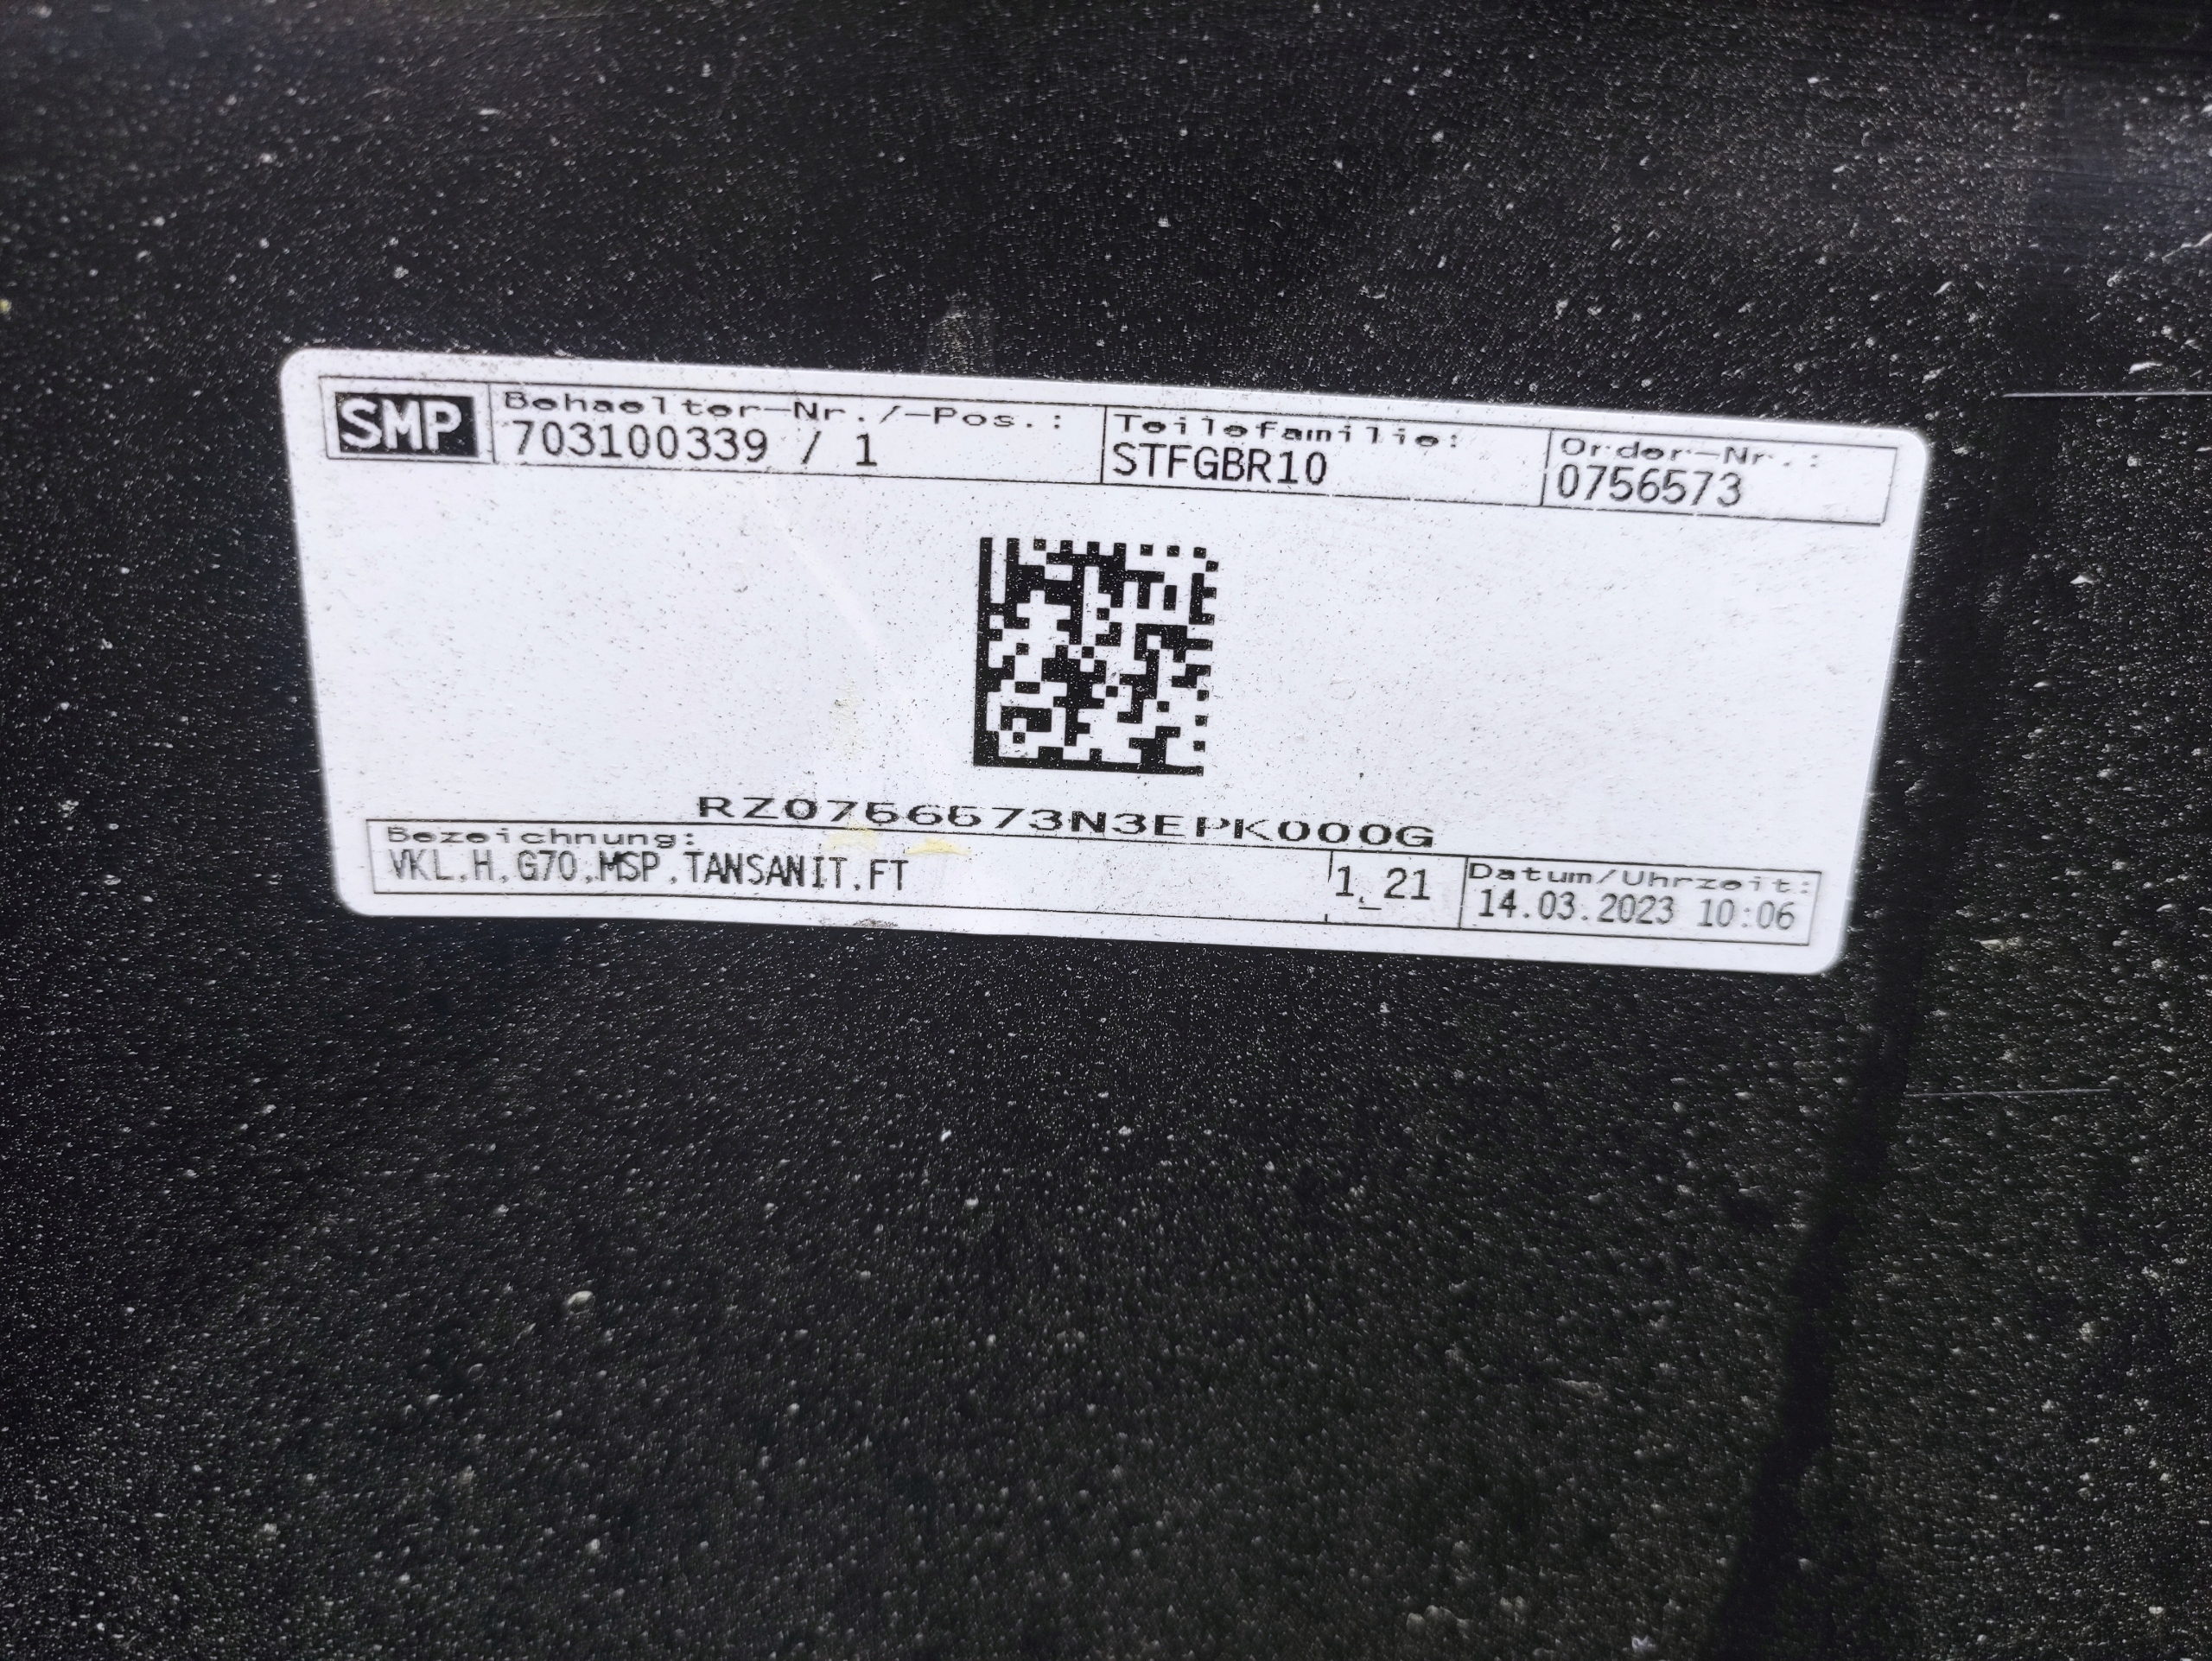 SMP
Behaelter-Nr./-Pos.: Teilefamilie: Order-Nr.:
703100339 / 1 STFGBR10 0756573
RZ0756573N3EPK000G
Bezeichnung: Datum/Uhrzeit:
VKL,H,G70,MSP,TANSANIT,FT 1_21 14.03.2023 10:06